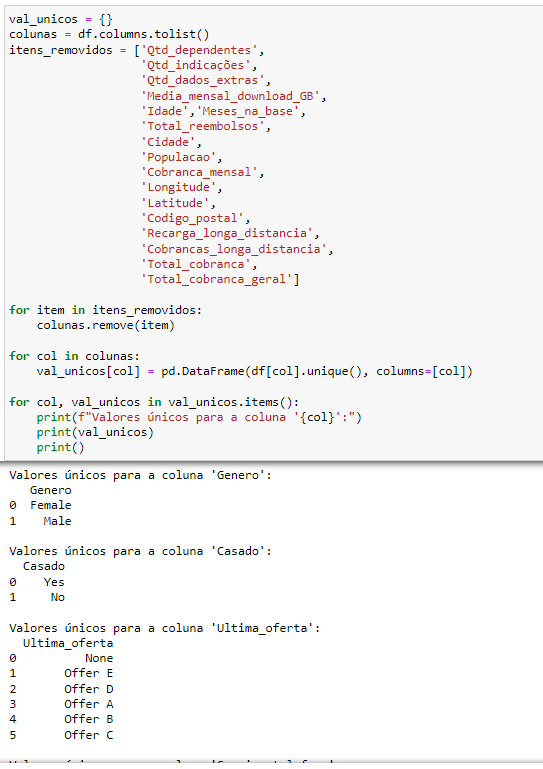 val_unicos = {}
colunas = df.columns.tolist()
itens_removidos = ['Qtd_dependentes',
'Qtd_indicações',
'Qtd_dados_extras',
'Media_mensal_download_GB',
'Idade','Meses_na_base',
'Total_reembolsos',
'Cidade',
'Populacao',
'Cobranca_mensal',
'Longitude',
'Latitude',
'Codigo_postal',
'Recarga_longa_distancia',
'Cobrancas_longa_distancia',
'Total_cobranca',
'Total_cobranca_geral']
for item in itens_removidos:
colunas.remove(item)
for col in colunas:
val_unicos[col] = pd.DataFrame(df[col].unique(), columns=[col])
for col, val_unicos in val_unicos.items():
print(f"Valores únicos para a coluna '{col}':")
print(val_unicos)
print()
Valores únicos para a coluna 'Genero':
Genero
0 Female
1 Male
Valores únicos para a coluna 'Casado':
Casado
0 Yes
1 No
Valores únicos para a coluna 'Ultima_oferta':
Ultima_oferta
0 None
1 Offer E
2 Offer D
3 Offer A
4 Offer B
5 Offer C